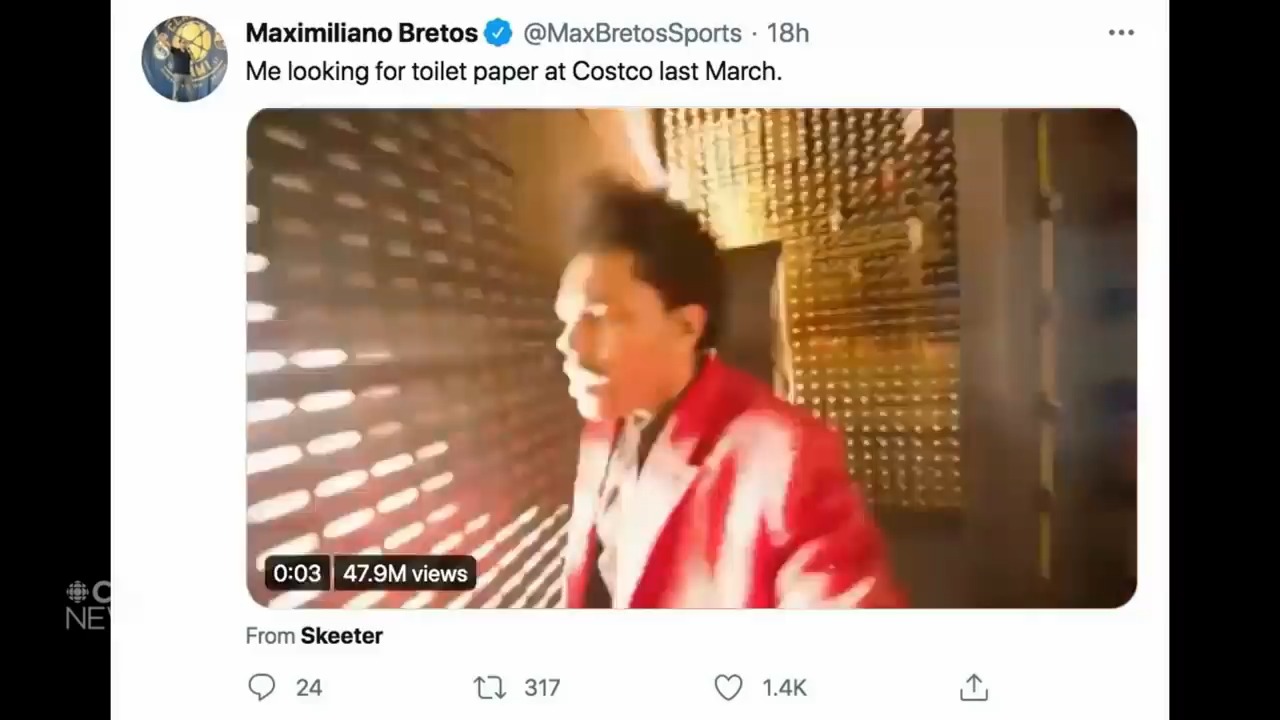 Maximiliano Bretos @MaxBretosSports · 18h
Me looking for toilet paper at Costco last March.
0:03 47.9M views
From Skeeter
24 317 1.4K
C
NEW